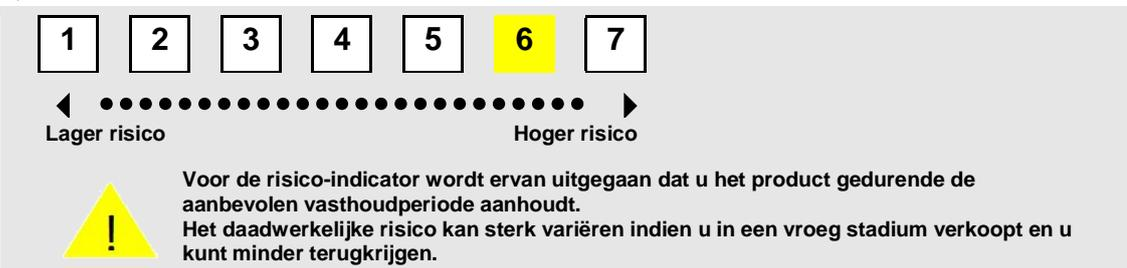 1 2 3 4 5 6 7
Lager risico Hoger risico
Voor de risico-indicator wordt ervan uitgegaan dat u het product gedurende de
aanbevolen vasthoudperiode aanhoudt.
!
Het daadwerkelijke risico kan sterk variëren indien u in een vroeg stadium verkoopt en u
kunt minder terugkrijgen.